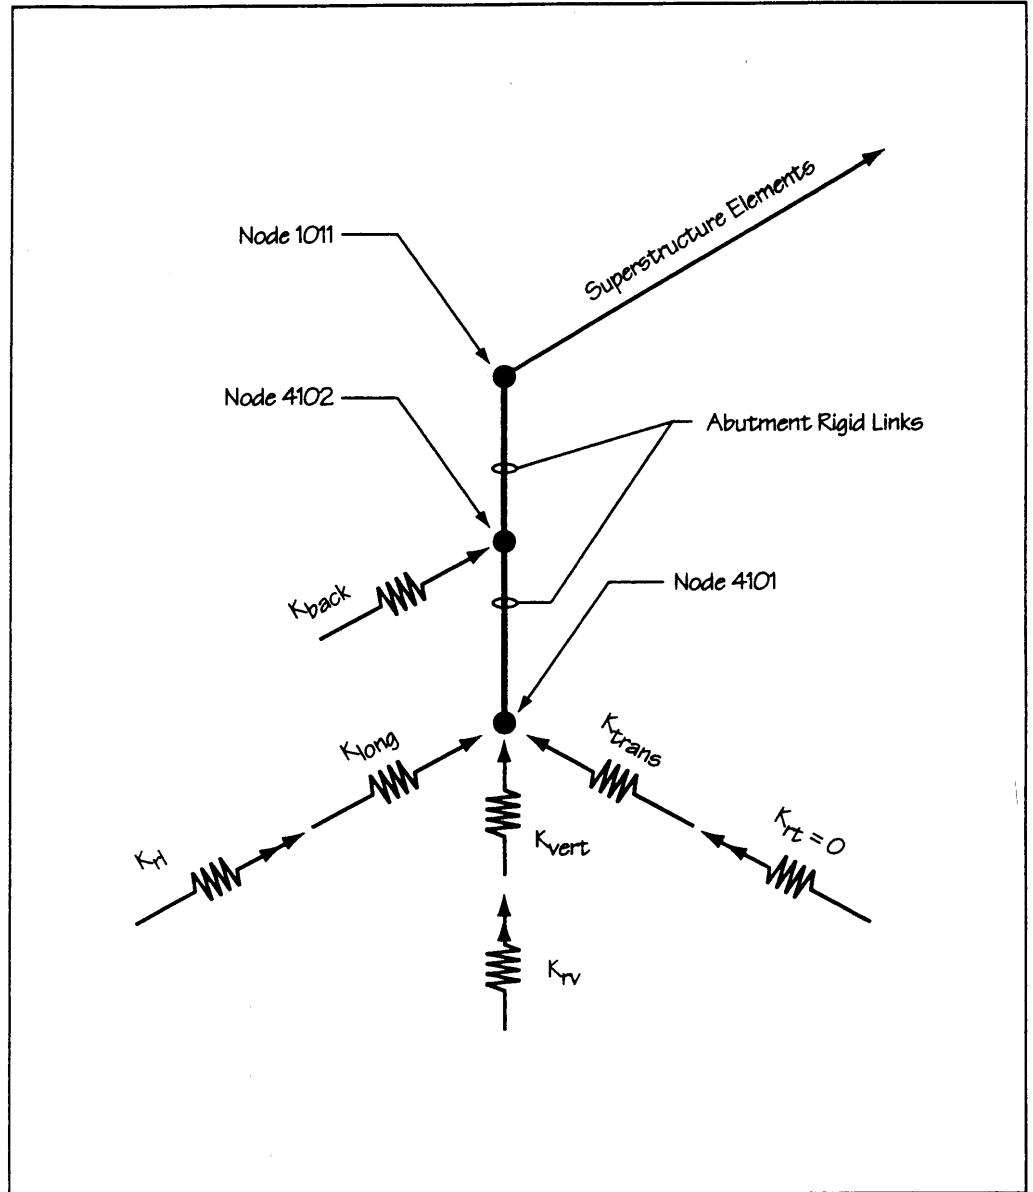 Superstructure Elements
Node 1011
Node 4102
Abutment Rigid Links
Node 4101
Kback
Klong
Ktrans
Krt = 0
Kvert
Krl
Krv